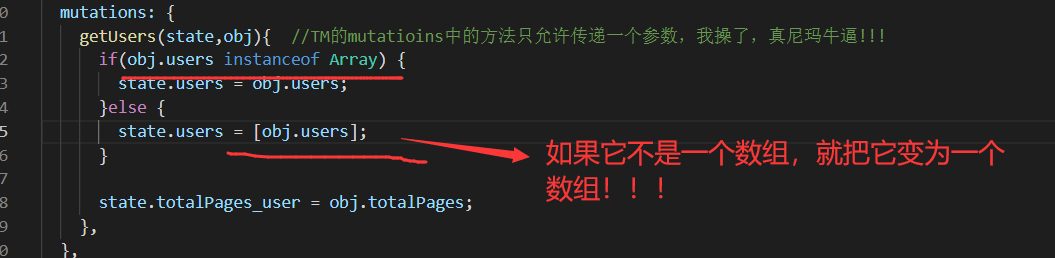 0 mutations: {
1 getUsers(state,obj){ //TM的mutatioins中的方法只允许传递一个参数，我操了，真尼玛牛逼!!!
2 if(obj.users instanceof Array) {
3 state.users = obj.users;
4 }else {
5 state.users = [obj.users];
6 }
如果它不是一个数组，就把它变为一个
数组！！！
7
8 state.totalPages_user = obj.totalPages;
9 },
0 },